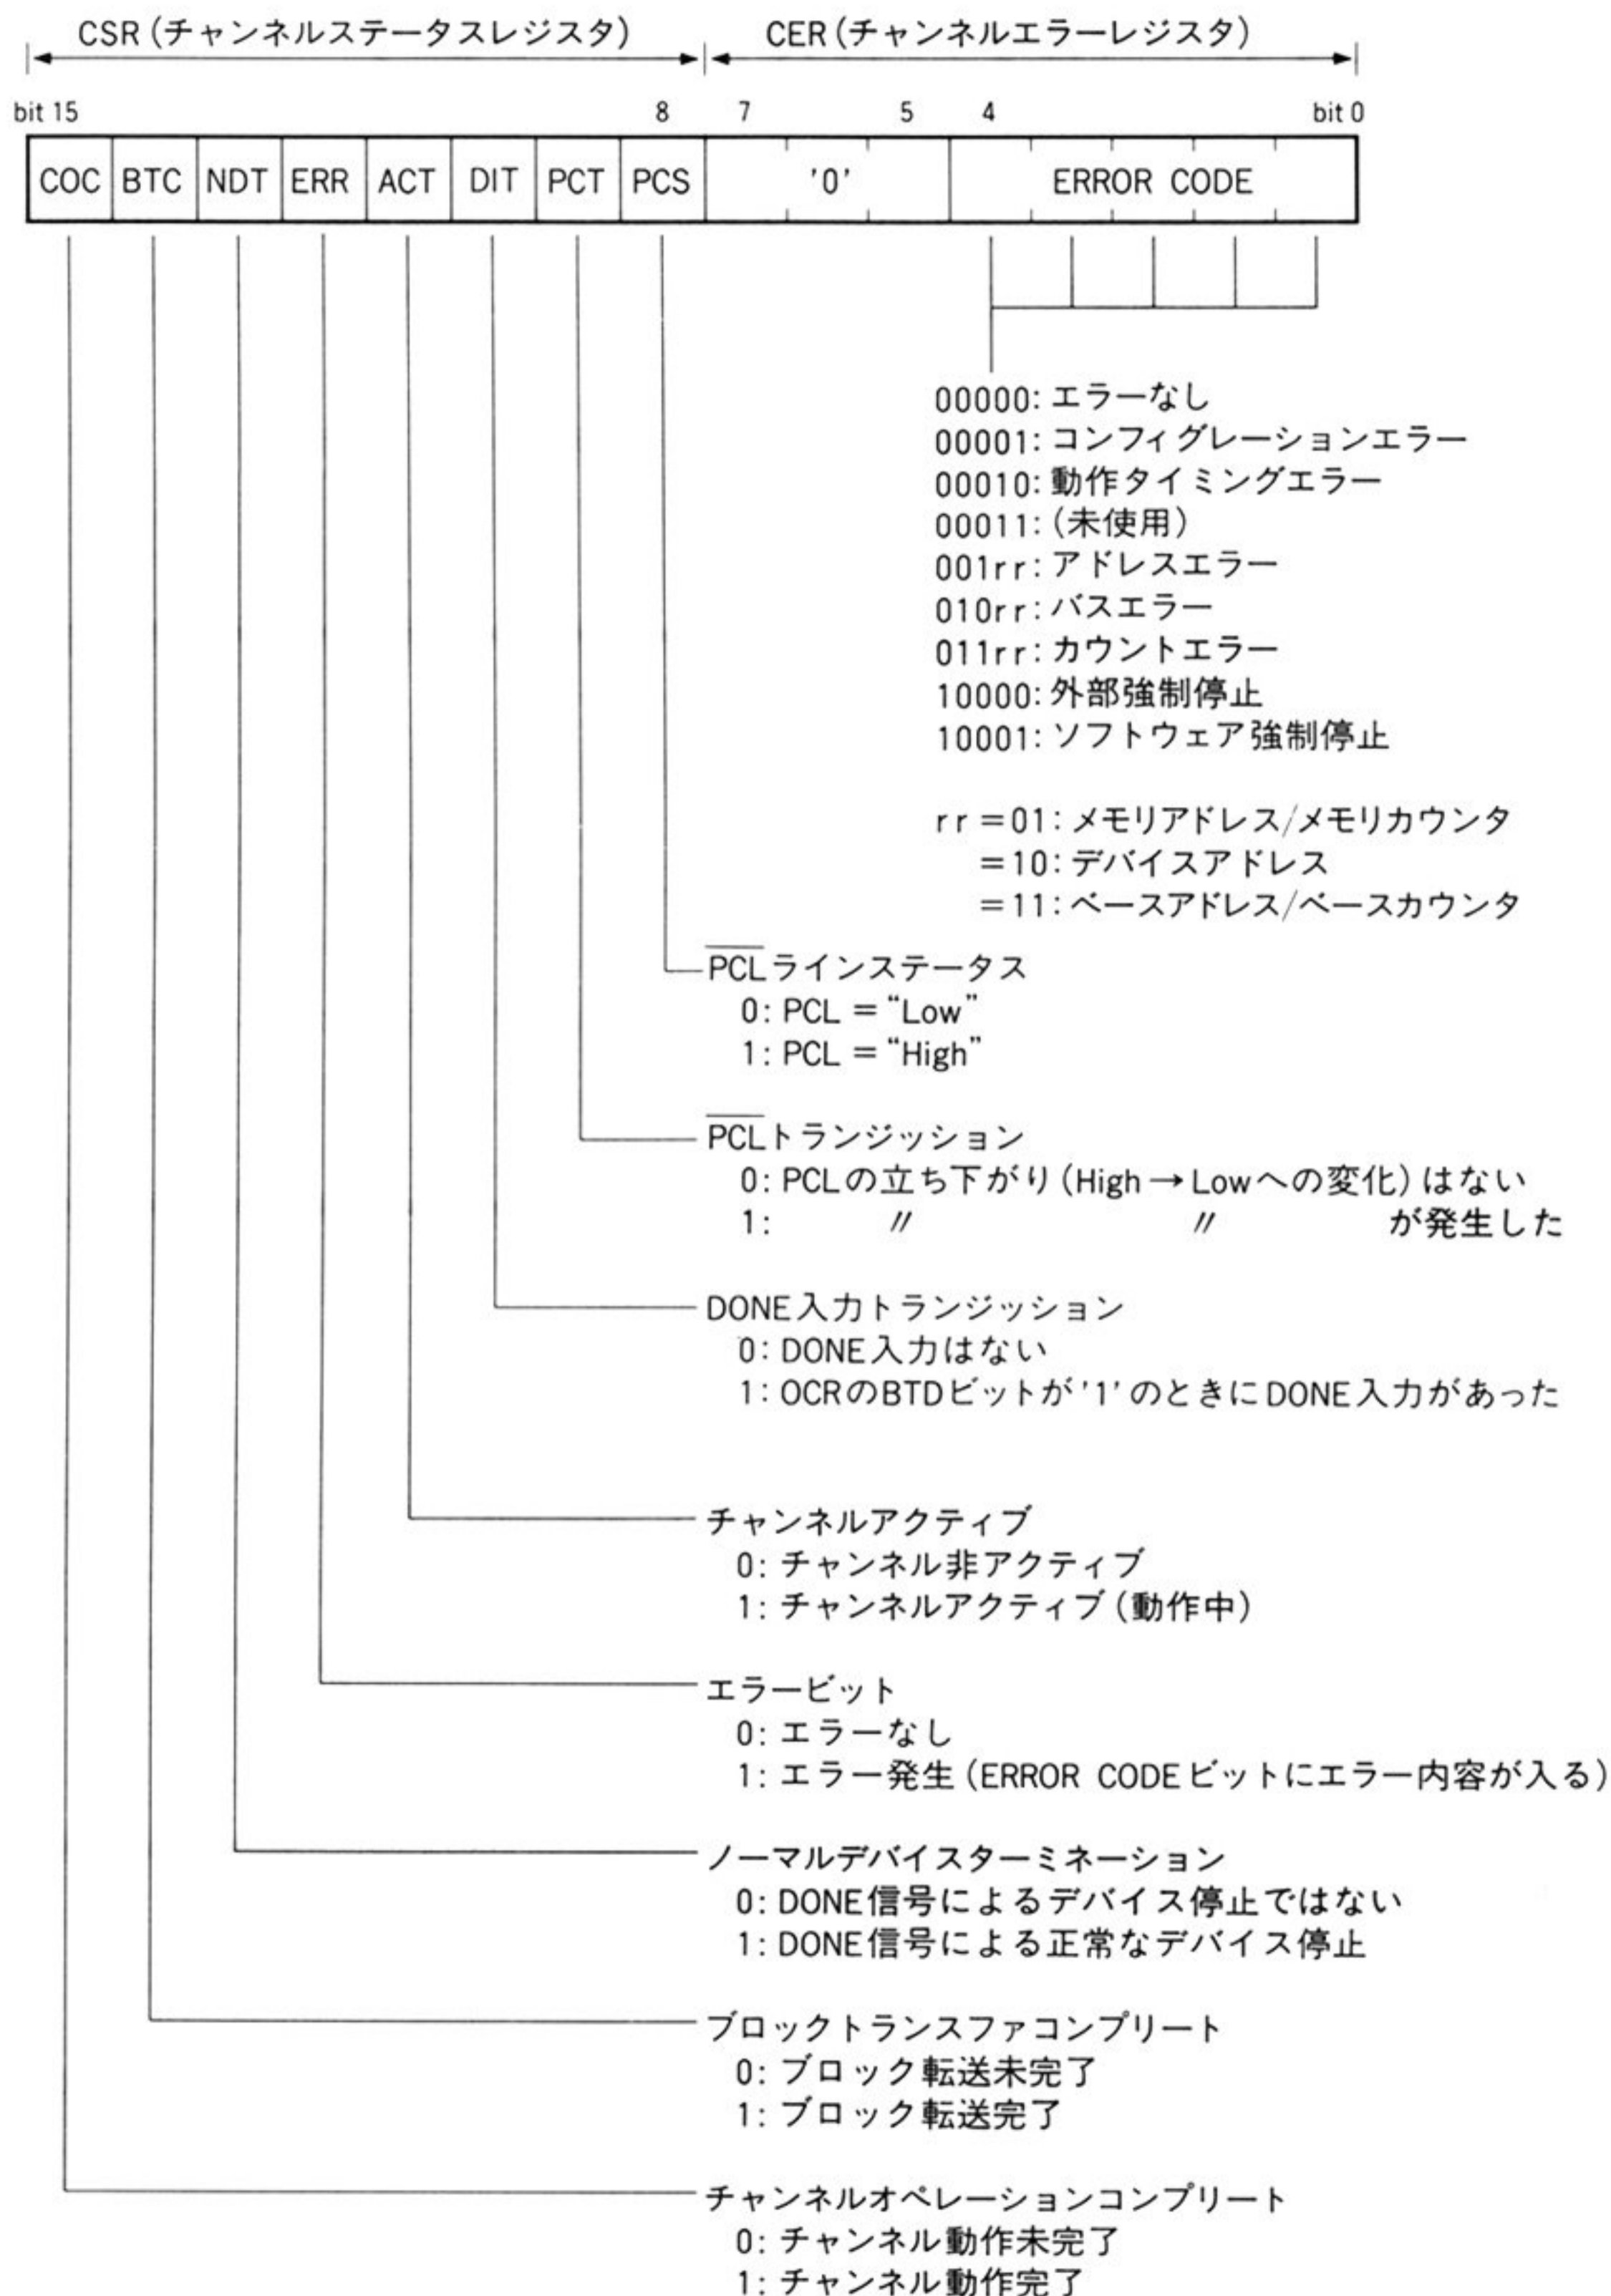 CSR(チャンネルステータスレジスタ) CER(チャンネルエラーレジスタ)
bit 15 8 7 5 4 bit 0
COC BTC NDT ERR ACT DIT PCT PCS '0' ERROR CODE
00000: エラーなし
00001: コンフィグレーションエラー
00010: 動作タイミングエラー
00011: (未使用)
001rr: アドレスエラー
010rr: バスエラー
011rr: カウントエラー
10000: 外部強制停止
10001: ソフトウェア強制停止
rr=01: メモリアドレス/メモリカウンタ
=10: デバイスアドレス
=11: ベースアドレス/ベースカウンタ
P̅C̅L̅ラインステータス
0: PCL = “Low”
1: PCL = “High”
P̅C̅L̅トランジッション
0: PCLの立ち下がり(High→Lowへの変化)はない
1: 〃 〃 が発生した
DONE入力トランジッション
0: DONE入力はない
1: OCRのBTDビットが'1'のときにDONE入力があった
チャンネルアクティブ
0: チャンネル非アクティブ
1: チャンネルアクティブ(動作中)
エラービット
0: エラーなし
1: エラー発生(ERROR CODEビットにエラー内容が入る)
ノーマルデバイスターミネーション
0: DONE信号によるデバイス停止ではない
1: DONE信号による正常なデバイス停止
ブロックトランスファコンプリート
0: ブロック転送未完了
1: ブロック転送完了
チャンネルオペレーションコンプリート
0: チャンネル動作未完了
1: チャンネル動作完了